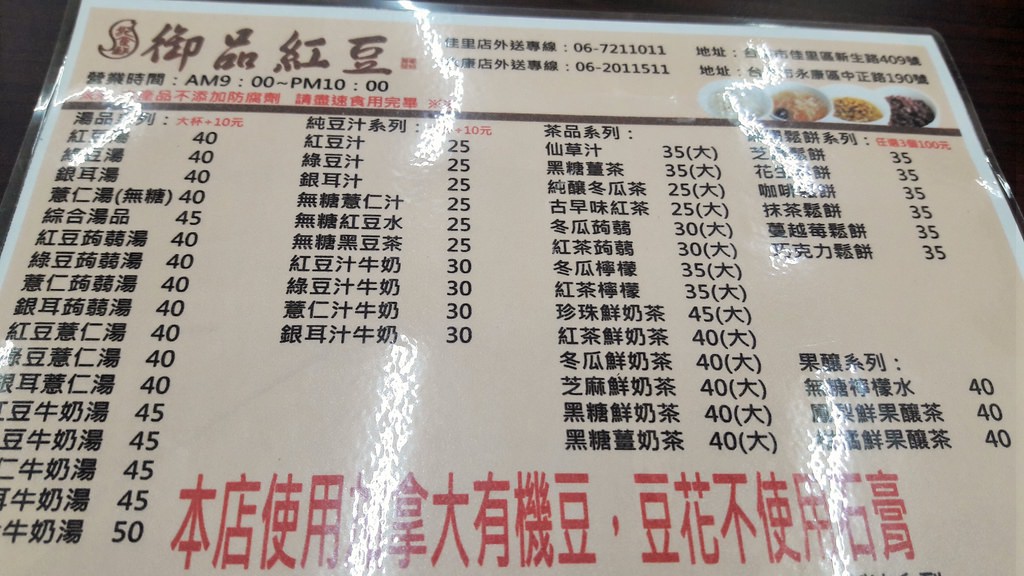 御品紅豆
佳里店外送專線：06-7211011
永康店外送專線：06-2011511
地址：台南市佳里區新生路409號
地址：台南市永康區中正路190號
營業時間：AM9：00~PM10：00
產品不添加防腐劑 請盡速食用完畢 ※
湯品系列：大杯+10元
紅豆湯 40
綠豆湯 40
銀耳湯 40
薏仁湯(無糖) 40
綜合湯品 45
紅豆蒟蒻湯 40
綠豆蒟蒻湯 40
薏仁蒟蒻湯 40
銀耳蒟蒻湯 40
紅豆薏仁湯 40
綠豆薏仁湯 40
銀耳薏仁湯 40
紅豆牛奶湯 45
豆牛奶湯 45
仁牛奶湯 45
耳牛奶湯 45
牛奶湯 50
純豆汁系列：+10元
紅豆汁 25
綠豆汁 25
銀耳汁 25
無糖薏仁汁 25
無糖紅豆水 25
無糖黑豆茶 25
紅豆汁牛奶 30
綠豆汁牛奶 30
薏仁汁牛奶 30
銀耳汁牛奶 30
茶品系列：
仙草汁 35(大)
黑糖薑茶 35(大)
純釀冬瓜茶 25(大)
古早味紅茶 25(大)
冬瓜蒟蒻 30(大)
紅茶蒟蒻 30(大)
冬瓜檸檬 35(大)
紅茶檸檬 35(大)
珍珠鮮奶茶 45(大)
紅茶鮮奶茶 40(大)
冬瓜鮮奶茶 40(大)
芝麻鮮奶茶 40(大)
黑糖鮮奶茶 40(大)
黑糖薑奶茶 40(大)
鬆餅系列：任選3個100元
芝麻鬆餅 35
花生鬆餅 35
咖啡鬆餅 35
抹茶鬆餅 35
蔓越莓鬆餅 35
巧克力鬆餅 35
果釀系列：
無糖檸檬水 40
鳳梨鮮果釀茶 40
鮮果釀茶 40
本店使用加拿大有機豆，豆花不使用石膏